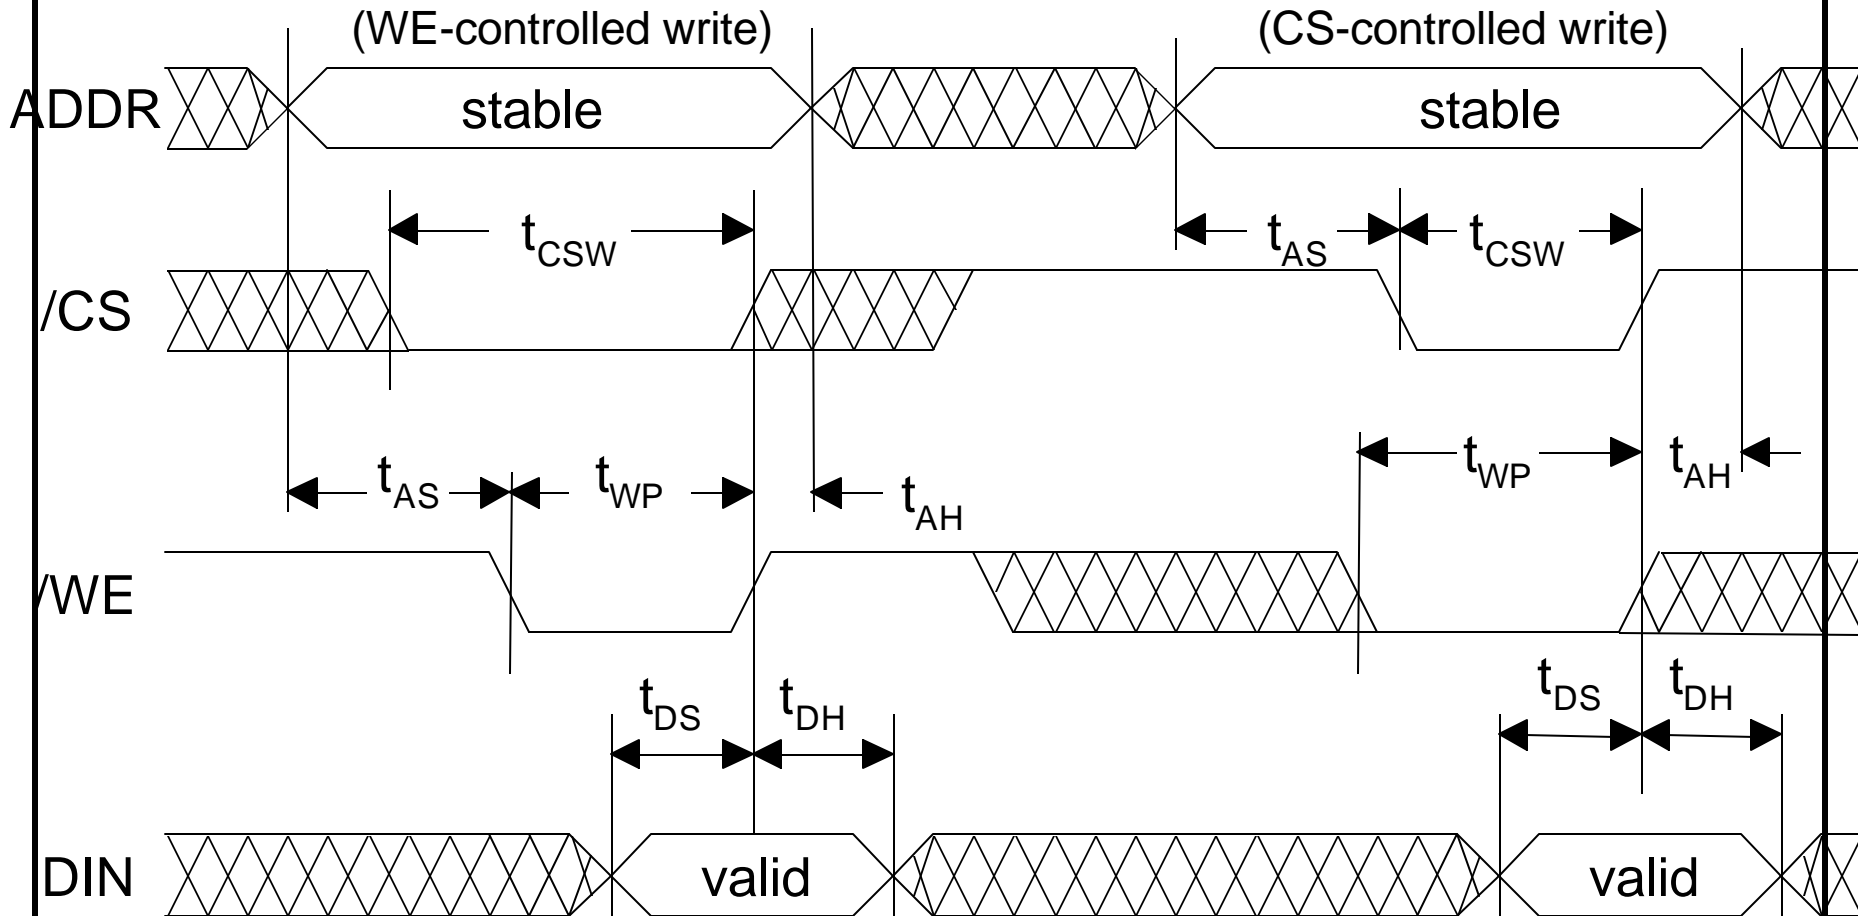 (WE-controlled write) (CS-controlled write)
ADDR stable stable
tCSW tAS tCSW
/CS
tAS tWP tAH tWP tAH
/WE
tDS tDH tDS tDH
DIN valid valid